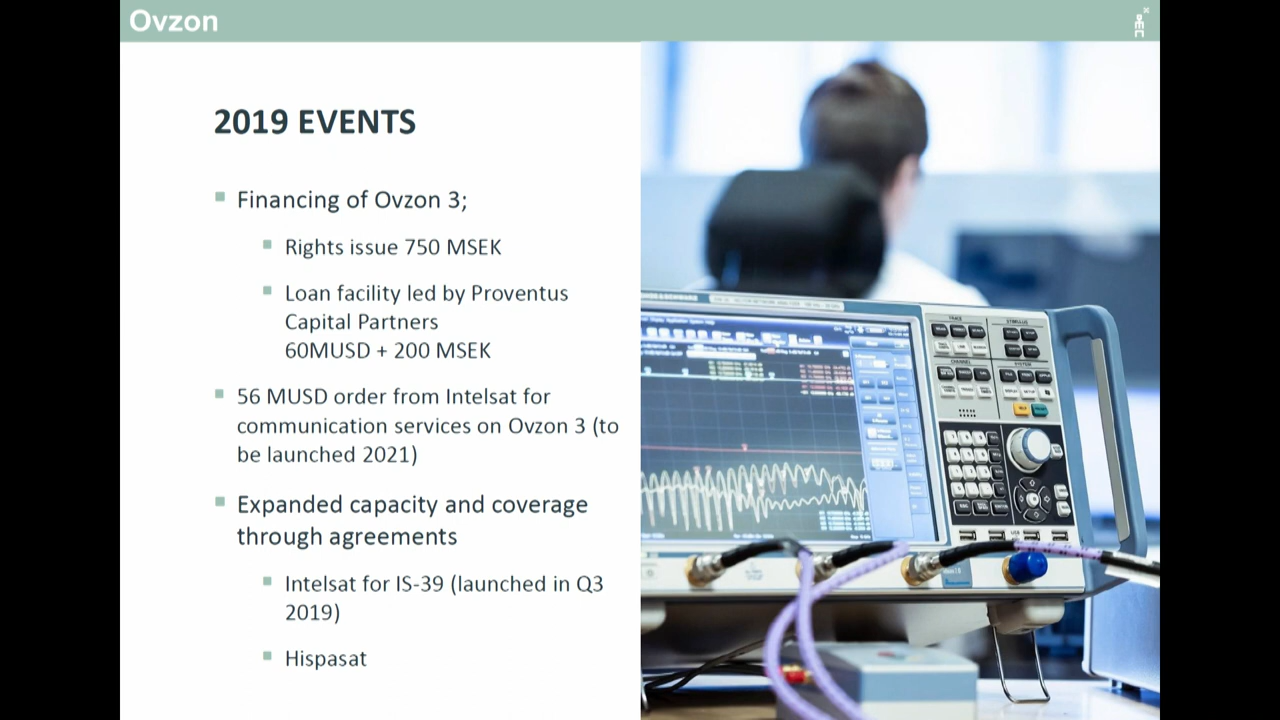 Ovzon
2019 EVENTS
Financing of Ovzon 3;
Rights issue 750 MSEK
Loan facility led by Proventus
Capital Partners
60MUSD + 200 MSEK
56 MUSD order from Intelsat for
communication services on Ovzon 3 (to
be launched 2021)
Expanded capacity and coverage
through agreements
Intelsat for IS-39 (launched in Q3
2019)
Hispasat